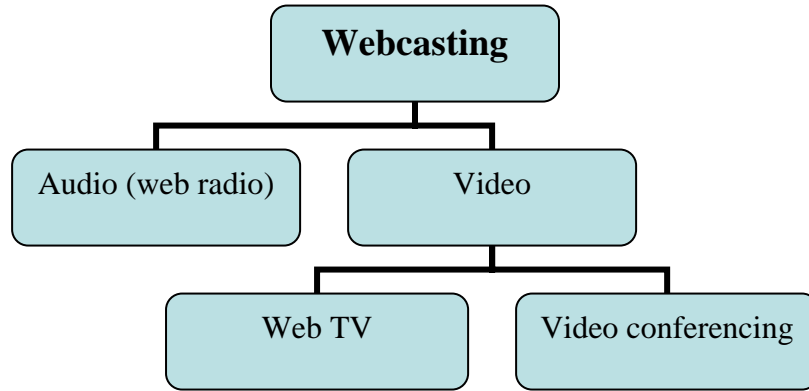 Webcasting
Audio (web radio)
Video
Web TV
Video conferencing